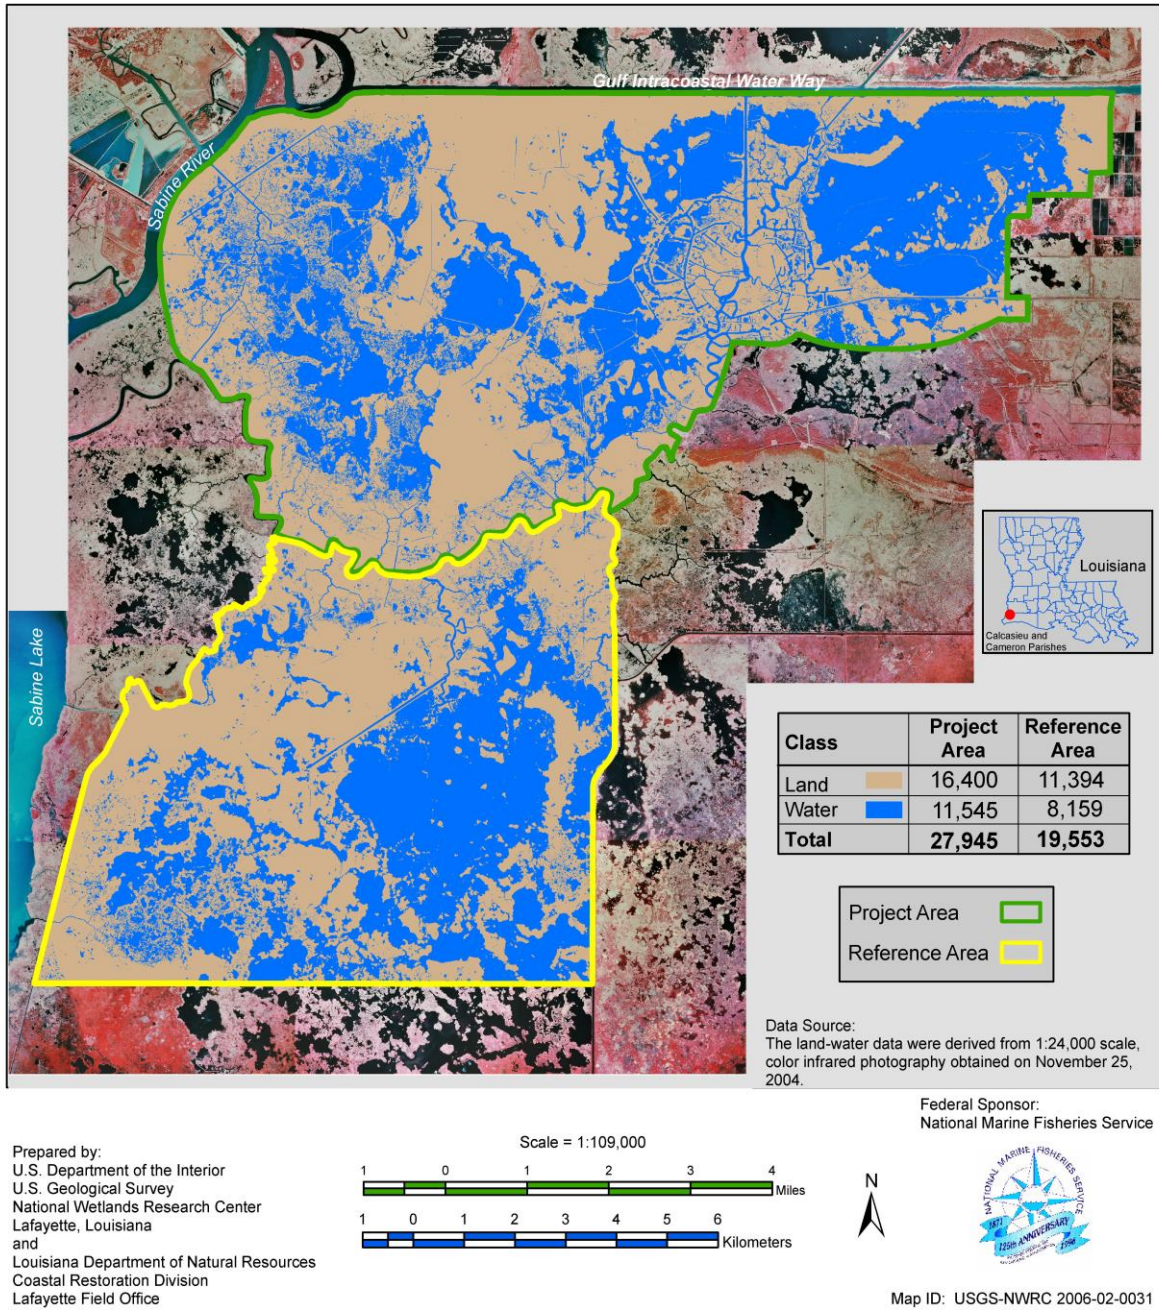 Gulf Intracoastal Water Way
Sabine River
Sabine Lake
Louisiana
Calcasieu and
Cameron Parishes
Class Project Area Reference Area
Land 16,400 11,394
Water 11,545 8,159
Total 27,945 19,553
Project Area
Reference Area
Data Source:
The land-water data were derived from 1:24,000 scale,
color infrared photography obtained on November 25,
2004.
Federal Sponsor:
National Marine Fisheries Service
Prepared by:
U.S. Department of the Interior
U.S. Geological Survey
National Wetlands Research Center
Lafayette, Louisiana
and
Louisiana Department of Natural Resources
Coastal Restoration Division
Lafayette Field Office
Scale = 1:109,000
1 0 1 2 3 4
Miles
1 0 1 2 3 4 5 6
Kilometers
N
NATIONAL MARINE FISHERIES SERVICE
1871
125th ANNIVERSARY
1996
Map ID: USGS-NWRC 2006-02-0031